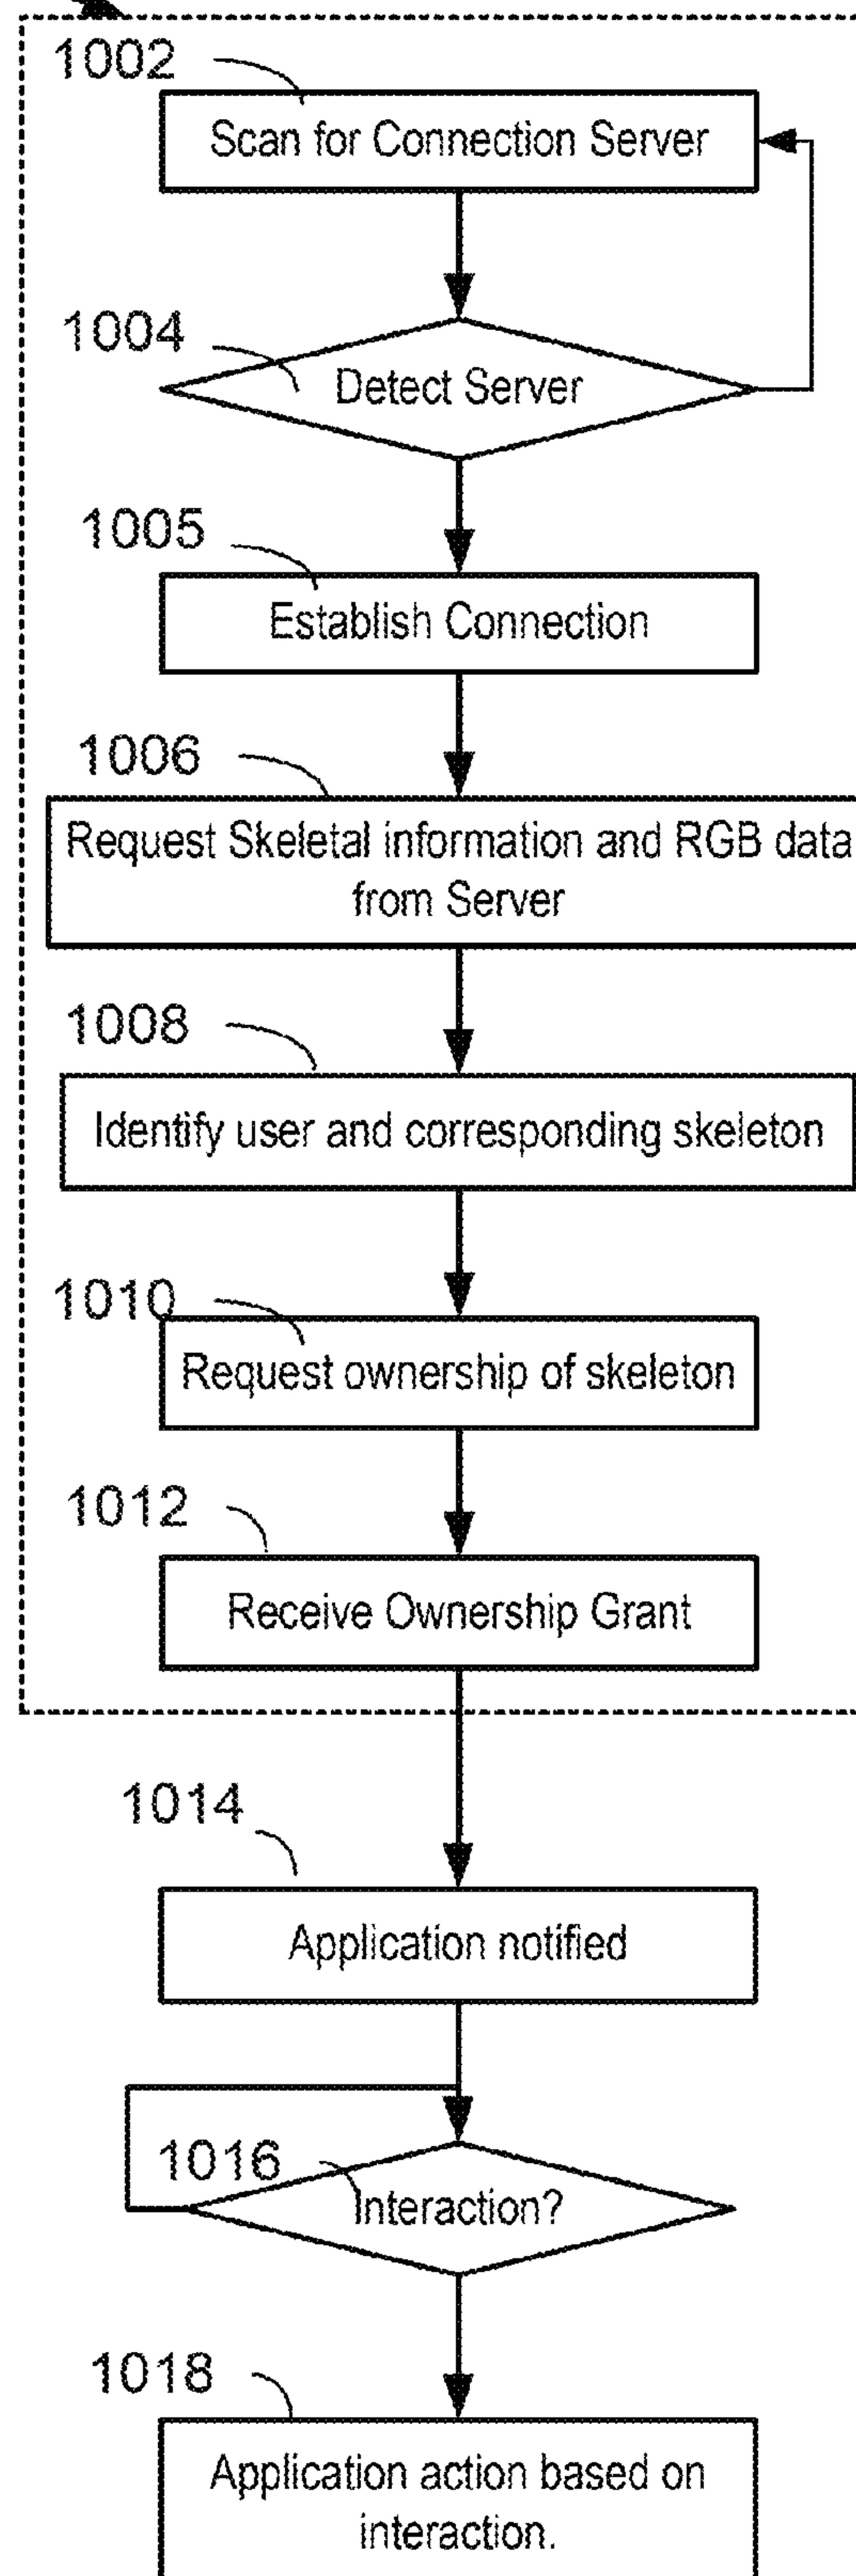 1002
Scan for Connection Server
1004
Detect Server
1005
Establish Connection
1006
Request Skeletal information and RGB data
from Server
1008
Identify user and corresponding skeleton
1010
Request ownership of skeleton
1012
Receive Ownership Grant
1014
Application notified
1016
Interaction?
1018
Application action based on
interaction.